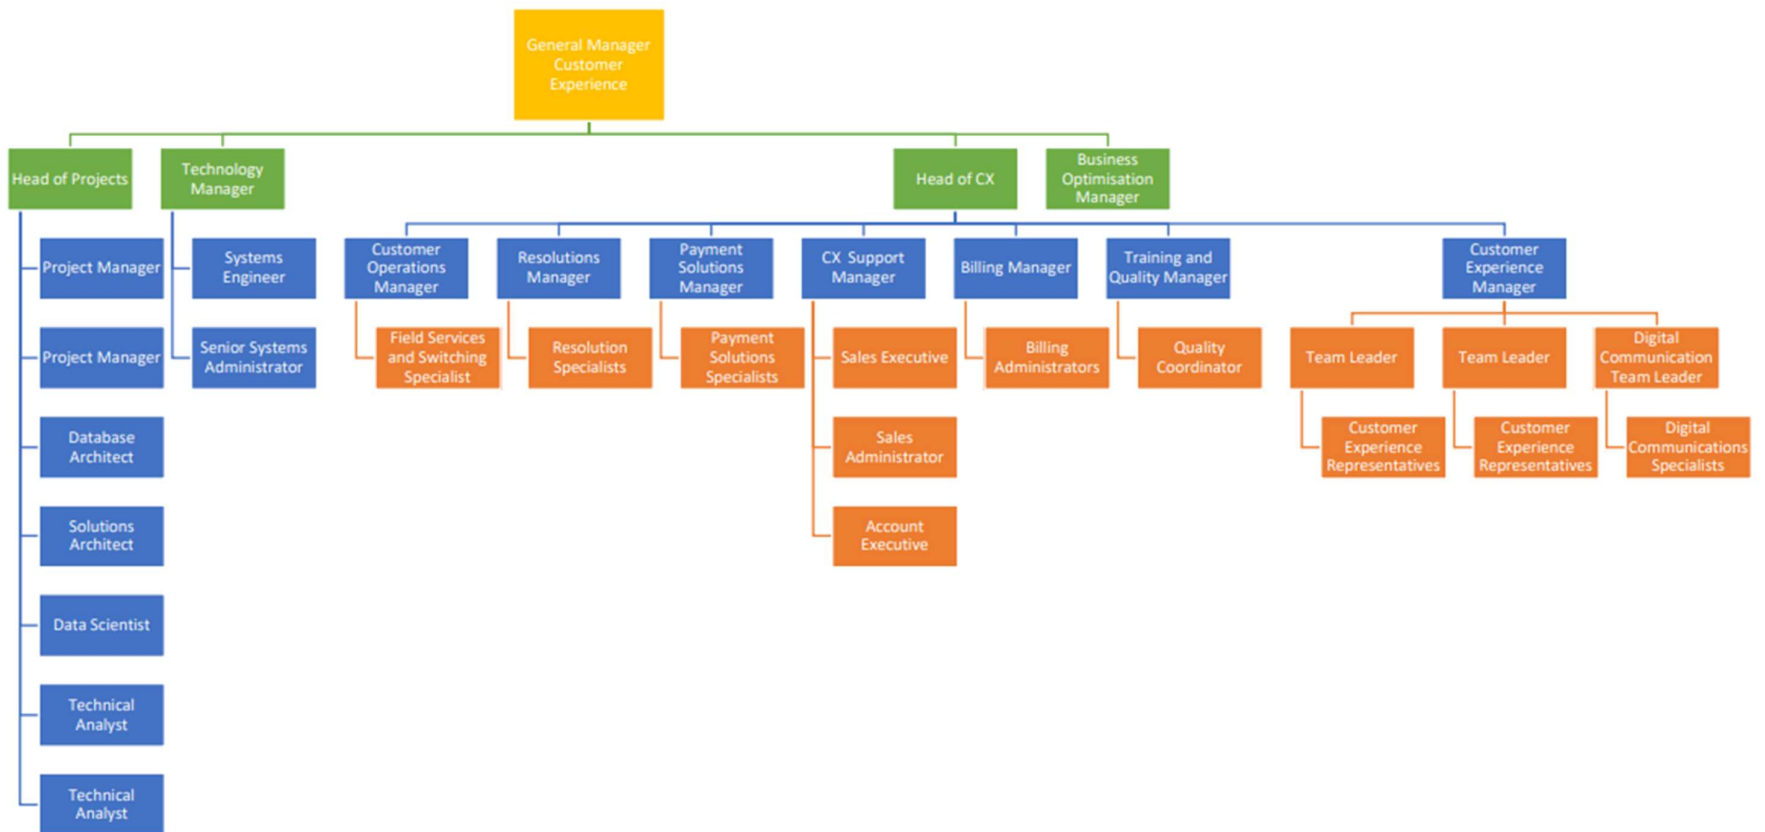 General Manager
Customer
Experience
Head of Projects
Technology
Manager
Head of CX
Business
Optimisation
Manager
Project Manager
Systems
Engineer
Customer
Operations
Manager
Resolutions
Manager
Payment
Solutions
Manager
CX Support
Manager
Billing Manager
Training and
Quality Manager
Customer
Experience
Manager
Project Manager
Senior Systems
Administrator
Field Services
and Switching
Specialist
Resolution
Specialists
Payment
Solutions
Specialists
Sales Executive
Billing
Administrators
Quality
Coordinator
Team Leader
Team Leader
Digital
Communication
Team Leader
Database
Architect
Sales
Administrator
Customer
Experience
Representatives
Customer
Experience
Representatives
Digital
Communications
Specialists
Solutions
Architect
Account
Executive
Data Scientist
Technical
Analyst
Technical
Analyst